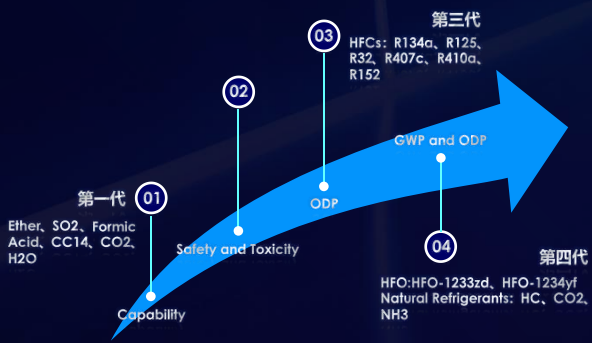 第三代
03
HFCs：R134a、R125、
R32、R407c、R410a、
R152
02
GWP and ODP
第一代
01
ODP
Ether、SO2、Formic
Acid、CC14、CO2、
H2O
Safety and Toxicity
04
第四代
HFO:HFO-1233zd、HFO-1234yf
Natural Refrigerants：HC、CO2、
NH3
Capability